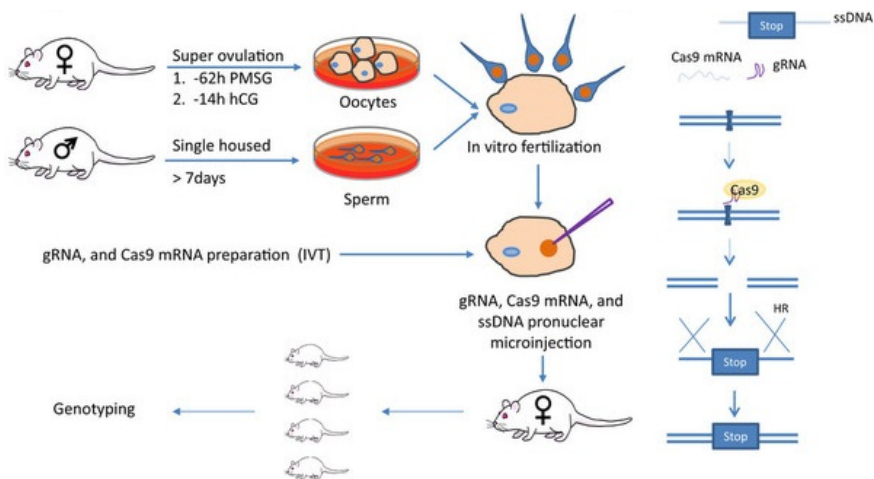 ♀
Super ovulation
1. -62h PMSG
2. -14h hCG
Oocytes
♂
Single housed
> 7days
Sperm
In vitro fertilization
gRNA, and Cas9 mRNA preparation (IVT)
gRNA, Cas9 mRNA, and
ssDNA pronuclear
microinjection
♀
Genotyping
Stop
ssDNA
Cas9 mRNA
gRNA
Cas9
HR
Stop
Stop